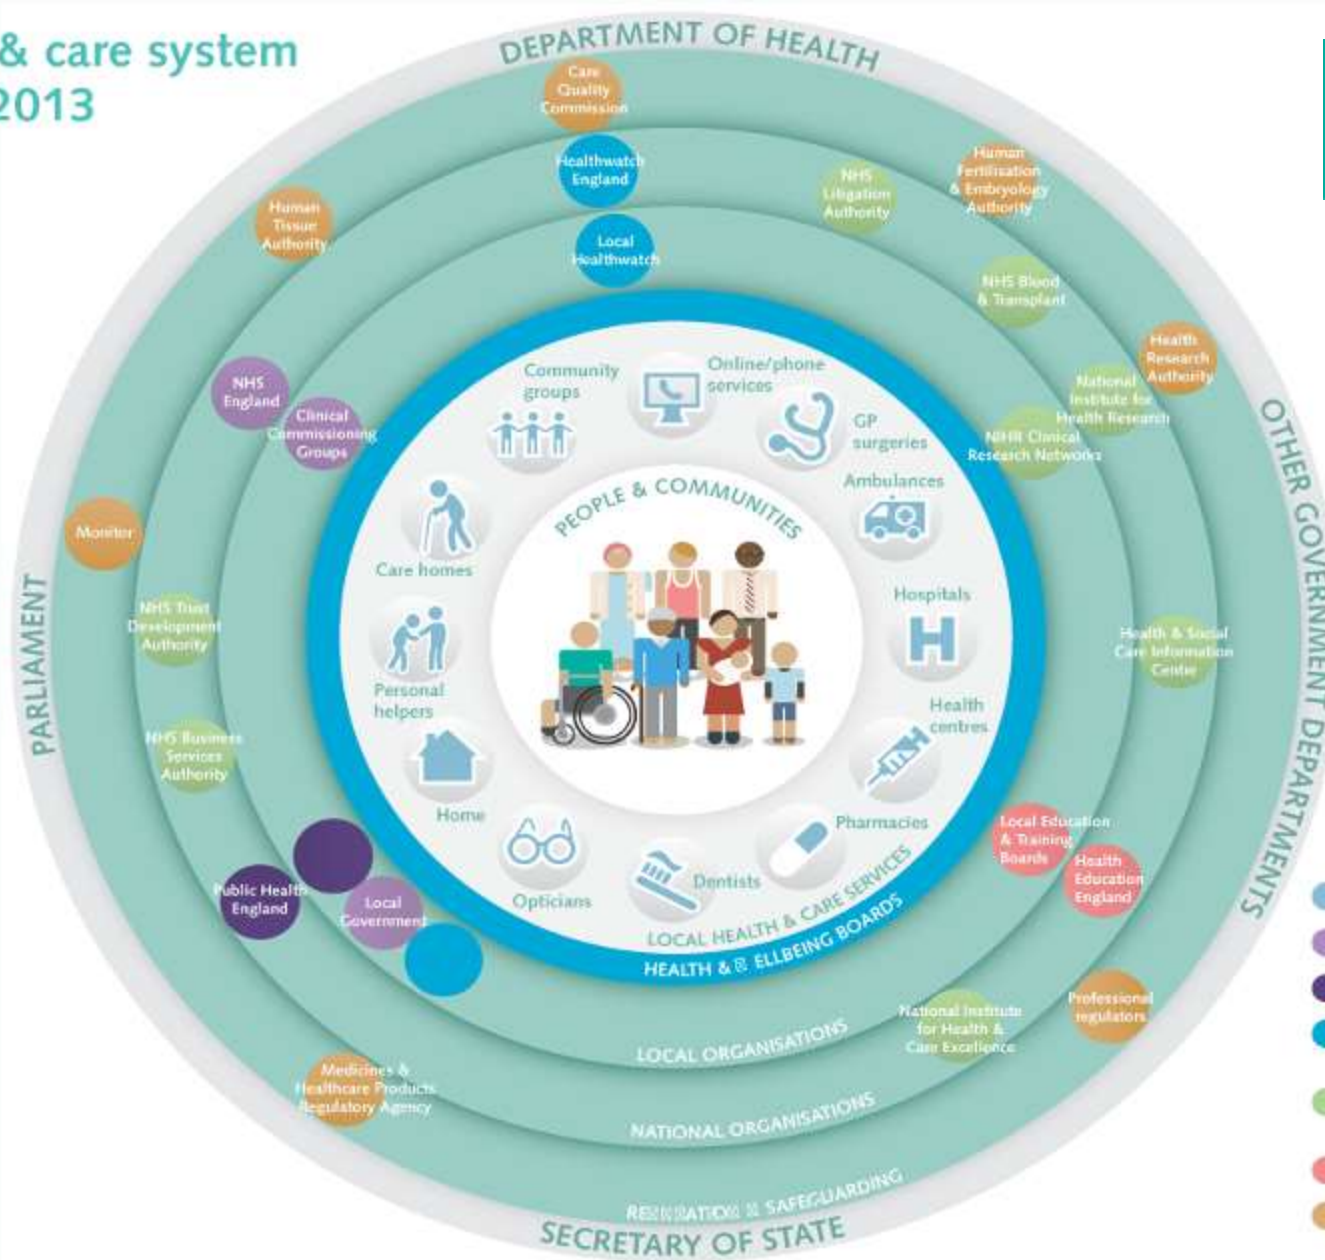 & care system
2013
DEPARTMENT OF HEALTH
Care
Quality
Commission
Healthwatch
England
Local
Healthwatch
Human
Tissue
Authority
NHS
Litigation
Authority
Human
Fertilisation
& Embryology
Authority
NHS Blood
& Transplant
Health
Research
Authority
National
Institute for
Health Research
NIHR Clinical
Research Networks
NHS
England
Clinical
Commissioning
Groups
Monitor
NHS Trust
Development
Authority
NHS Business
Services
Authority
PARLIAMENT
OTHER GOVERNMENT DEPARTMENTS
Community
groups
Online/phone
services
GP
surgeries
Ambulances
Care homes
PEOPLE & COMMUNITIES
Hospitals
Health
centres
Personal
helpers
Home
Pharmacies
Opticians
Dentists
LOCAL HEALTH & CARE SERVICES
HEALTH & ELLBEING BOARDS
Health & Social
Care Information
Centre
Local Education
& Training
Boards
Health
Education
England
Public Health
England
Local
Government
National Institute
for Health &
Care Excellence
Professional
regulators
Medicines &
Healthcare Products
Regulatory Agency
LOCAL ORGANISATIONS
NATIONAL ORGANISATIONS
SAFEGUARDING
SECRETARY OF STATE